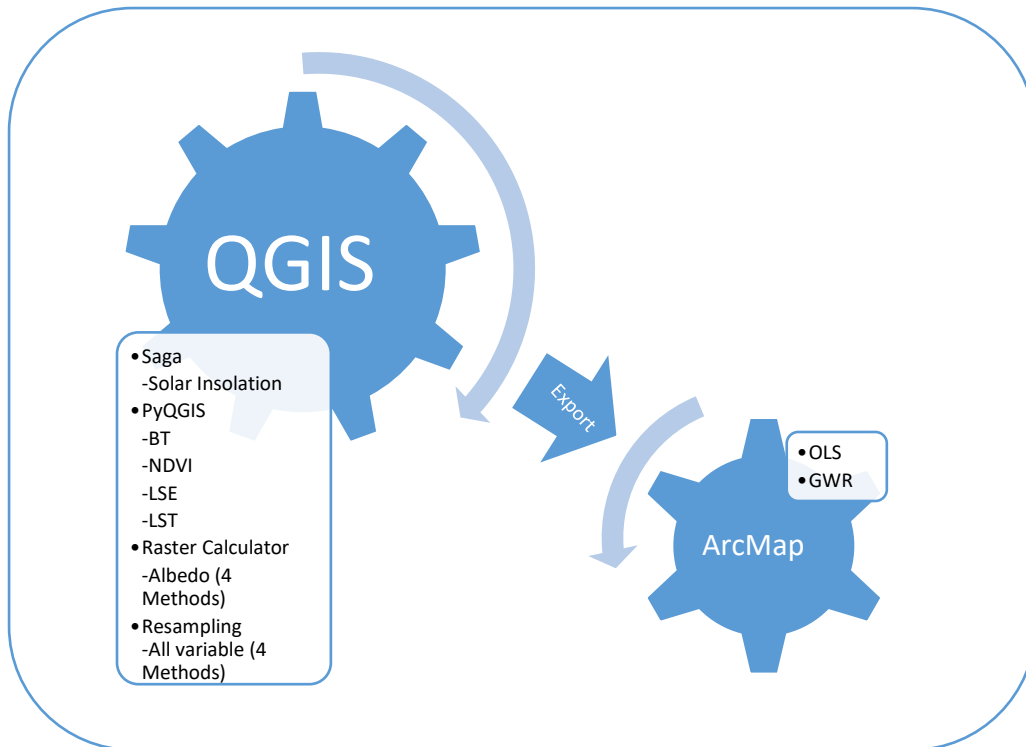 QGIS
•Saga
-Solar Insolation
•PyQGIS
-BT
-NDVI
-LSE
-LST
•Raster Calculator
-Albedo (4
Methods)
•Resampling
-All variable (4
Methods)
Export
•OLS
•GWR
ArcMap